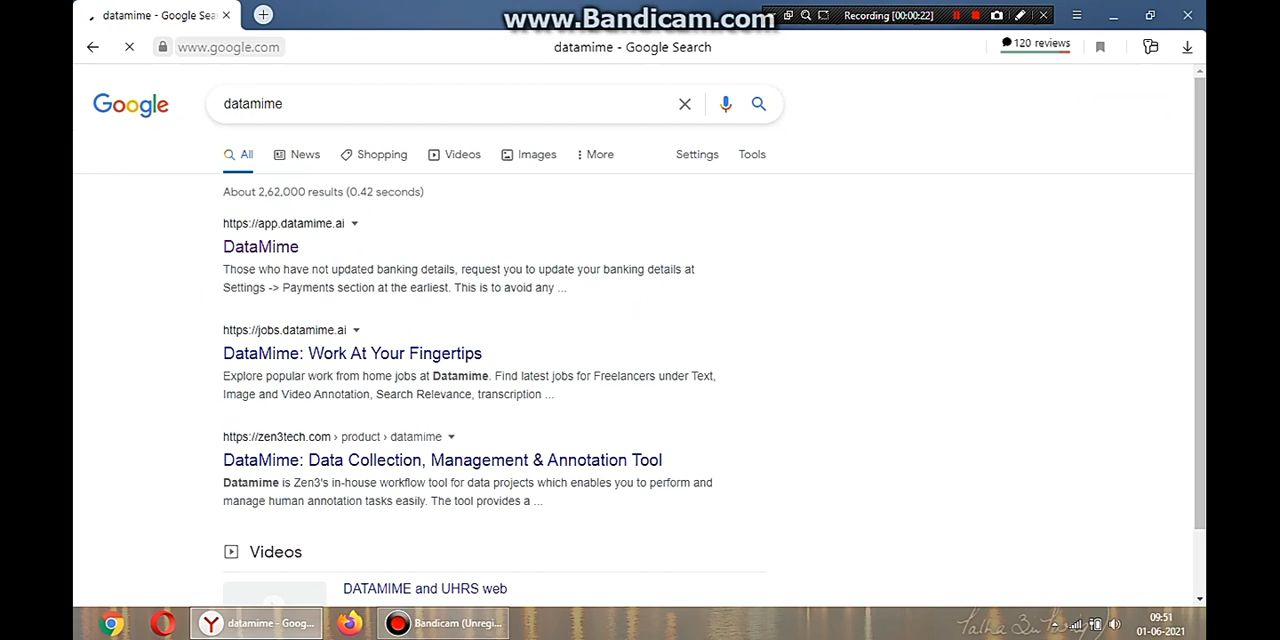 www.Bandicam.com
datamime - Google Sea
Recording [00:00:22]
www.google.com
datamime - Google Search
120 reviews
Google
datamime
All
News
Shopping
Videos
Images
More
Settings
Tools
About 2,62,000 results (0.42 seconds)
https://app.datamime.ai
DataMime
Those who have not updated banking details, request you to update your banking details at
Settings -> Payments section at the earliest. This is to avoid any ...
https://jobs.datamime.ai
DataMime: Work At Your Fingertips
Explore popular work from home jobs at Datamime. Find latest jobs for Freelancers under Text,
Image and Video Annotation, Search Relevance, transcription ...
https://zen3tech.com › product › datamime
DataMime: Data Collection, Management & Annotation Tool
Datamime is Zen3's in-house workflow tool for data projects which enables you to perform and
manage human annotation tasks easily. The tool provides a ...
Videos
DATAMIME and UHRS web
datamime - Goog...
Bandicam (Unregi...
09:51
01-06-2021